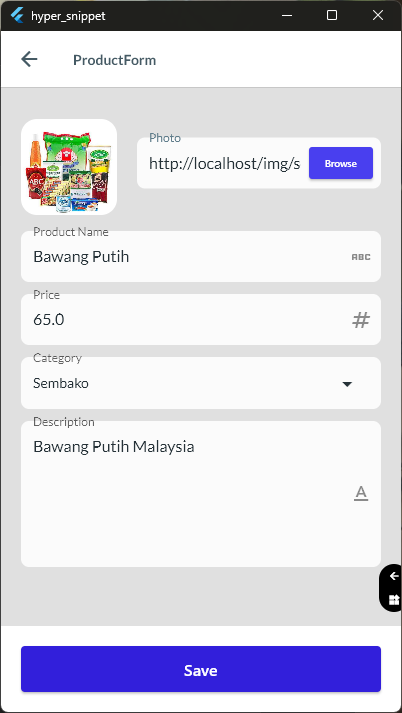 hyper_snippet
ProductForm
Photo
http://localhost/img/s
Browse
ABC
Product Name
Bawang Putih
ABC
Price
65.0
#
Category
Sembako
Description
Bawang Putih Malaysia
A
Save